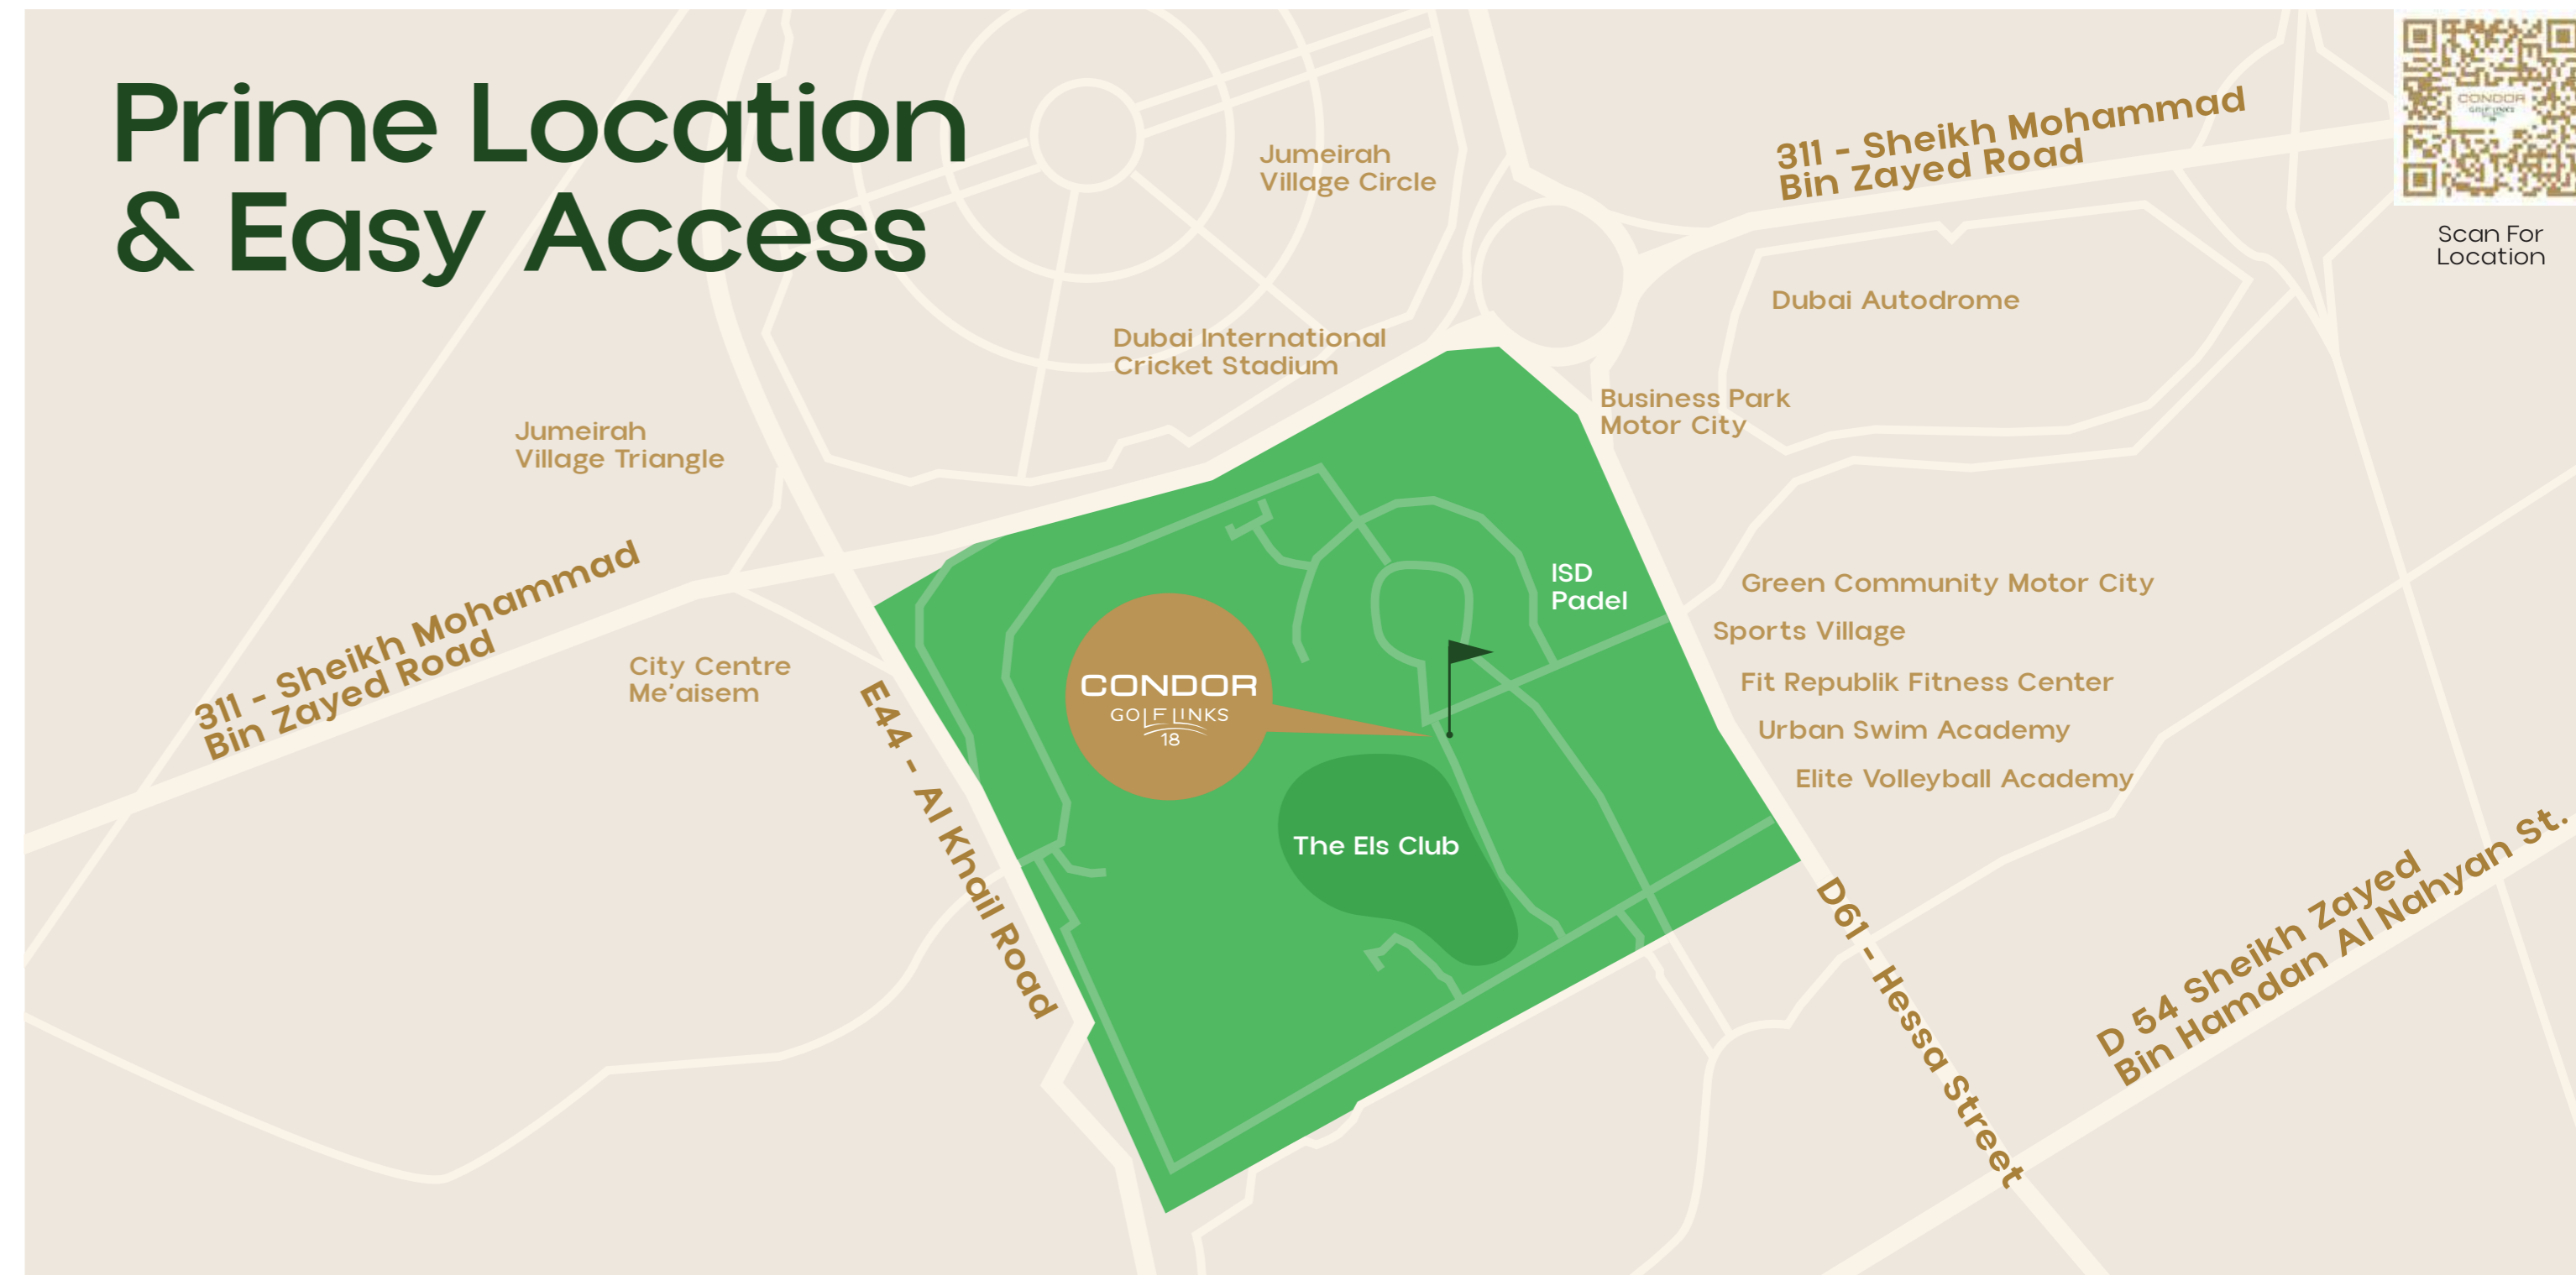 Prime Location
& Easy Access
CONDOR
GOLF LINKS
Scan For
Location
311 - Sheikh Mohammad
Bin Zayed Road
Jumeirah
Village Circle
Dubai Autodrome
Dubai International
Cricket Stadium
Business Park
Motor City
Jumeirah
Village Triangle
311 - Sheikh Mohammad
Bin Zayed Road
City Centre
Me'aisem
ISD
Padel
Green Community Motor City
Sports Village
Fit Republik Fitness Center
Urban Swim Academy
Elite Volleyball Academy
CONDOR
GOLF LINKS
18
E44 - Al Khail Road
The Els Club
D61 - Hessa Street
D 54 Sheikh Zayed
Bin Hamdan Al Nahyan St.